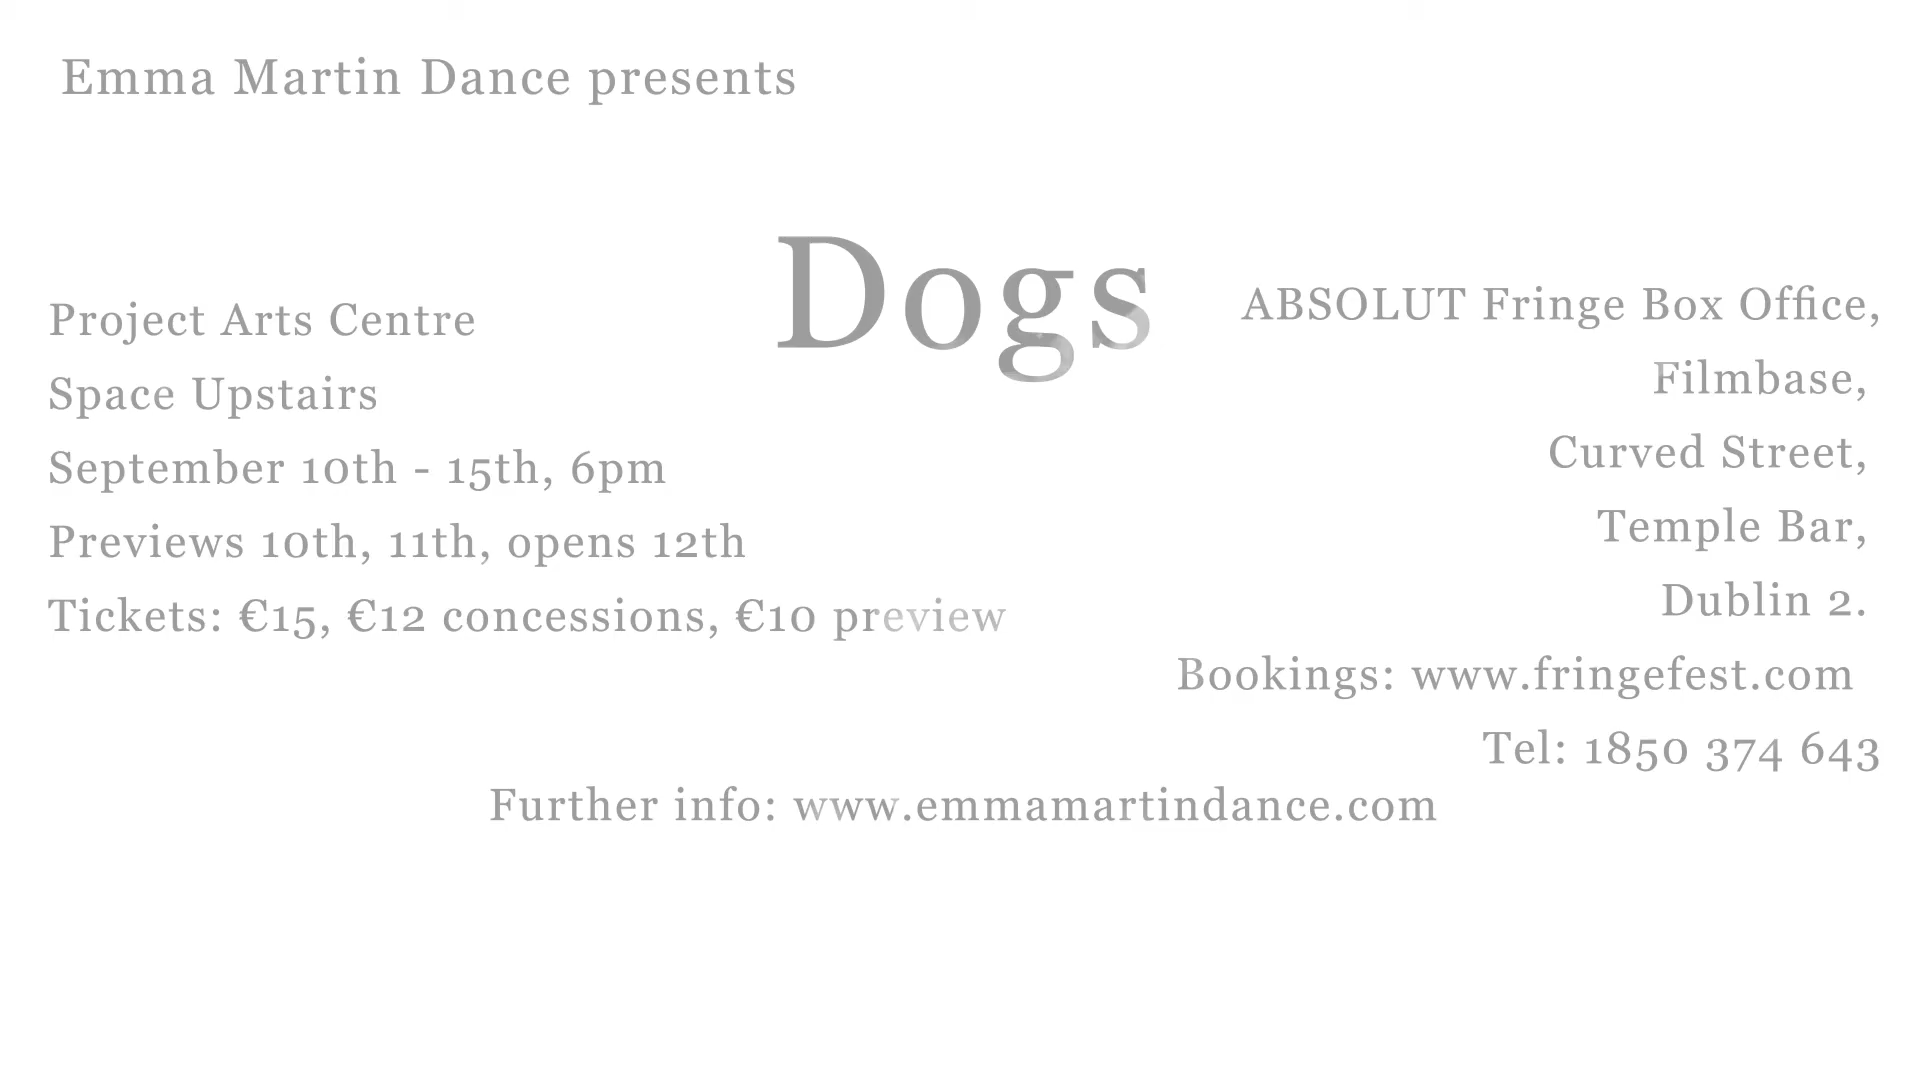 Emma Martin Dance presents
Dogs
Project Arts Centre
Space Upstairs
September 10th - 15th, 6pm
Previews 10th, 11th, opens 12th
Tickets: €15, €12 concessions, €10 preview
ABSOLUT Fringe Box Office,
Filmbase,
Curved Street,
Temple Bar,
Dublin 2.
Bookings: www.fringefest.com
Tel: 1850 374 643
Further info: www.emmamartindance.com